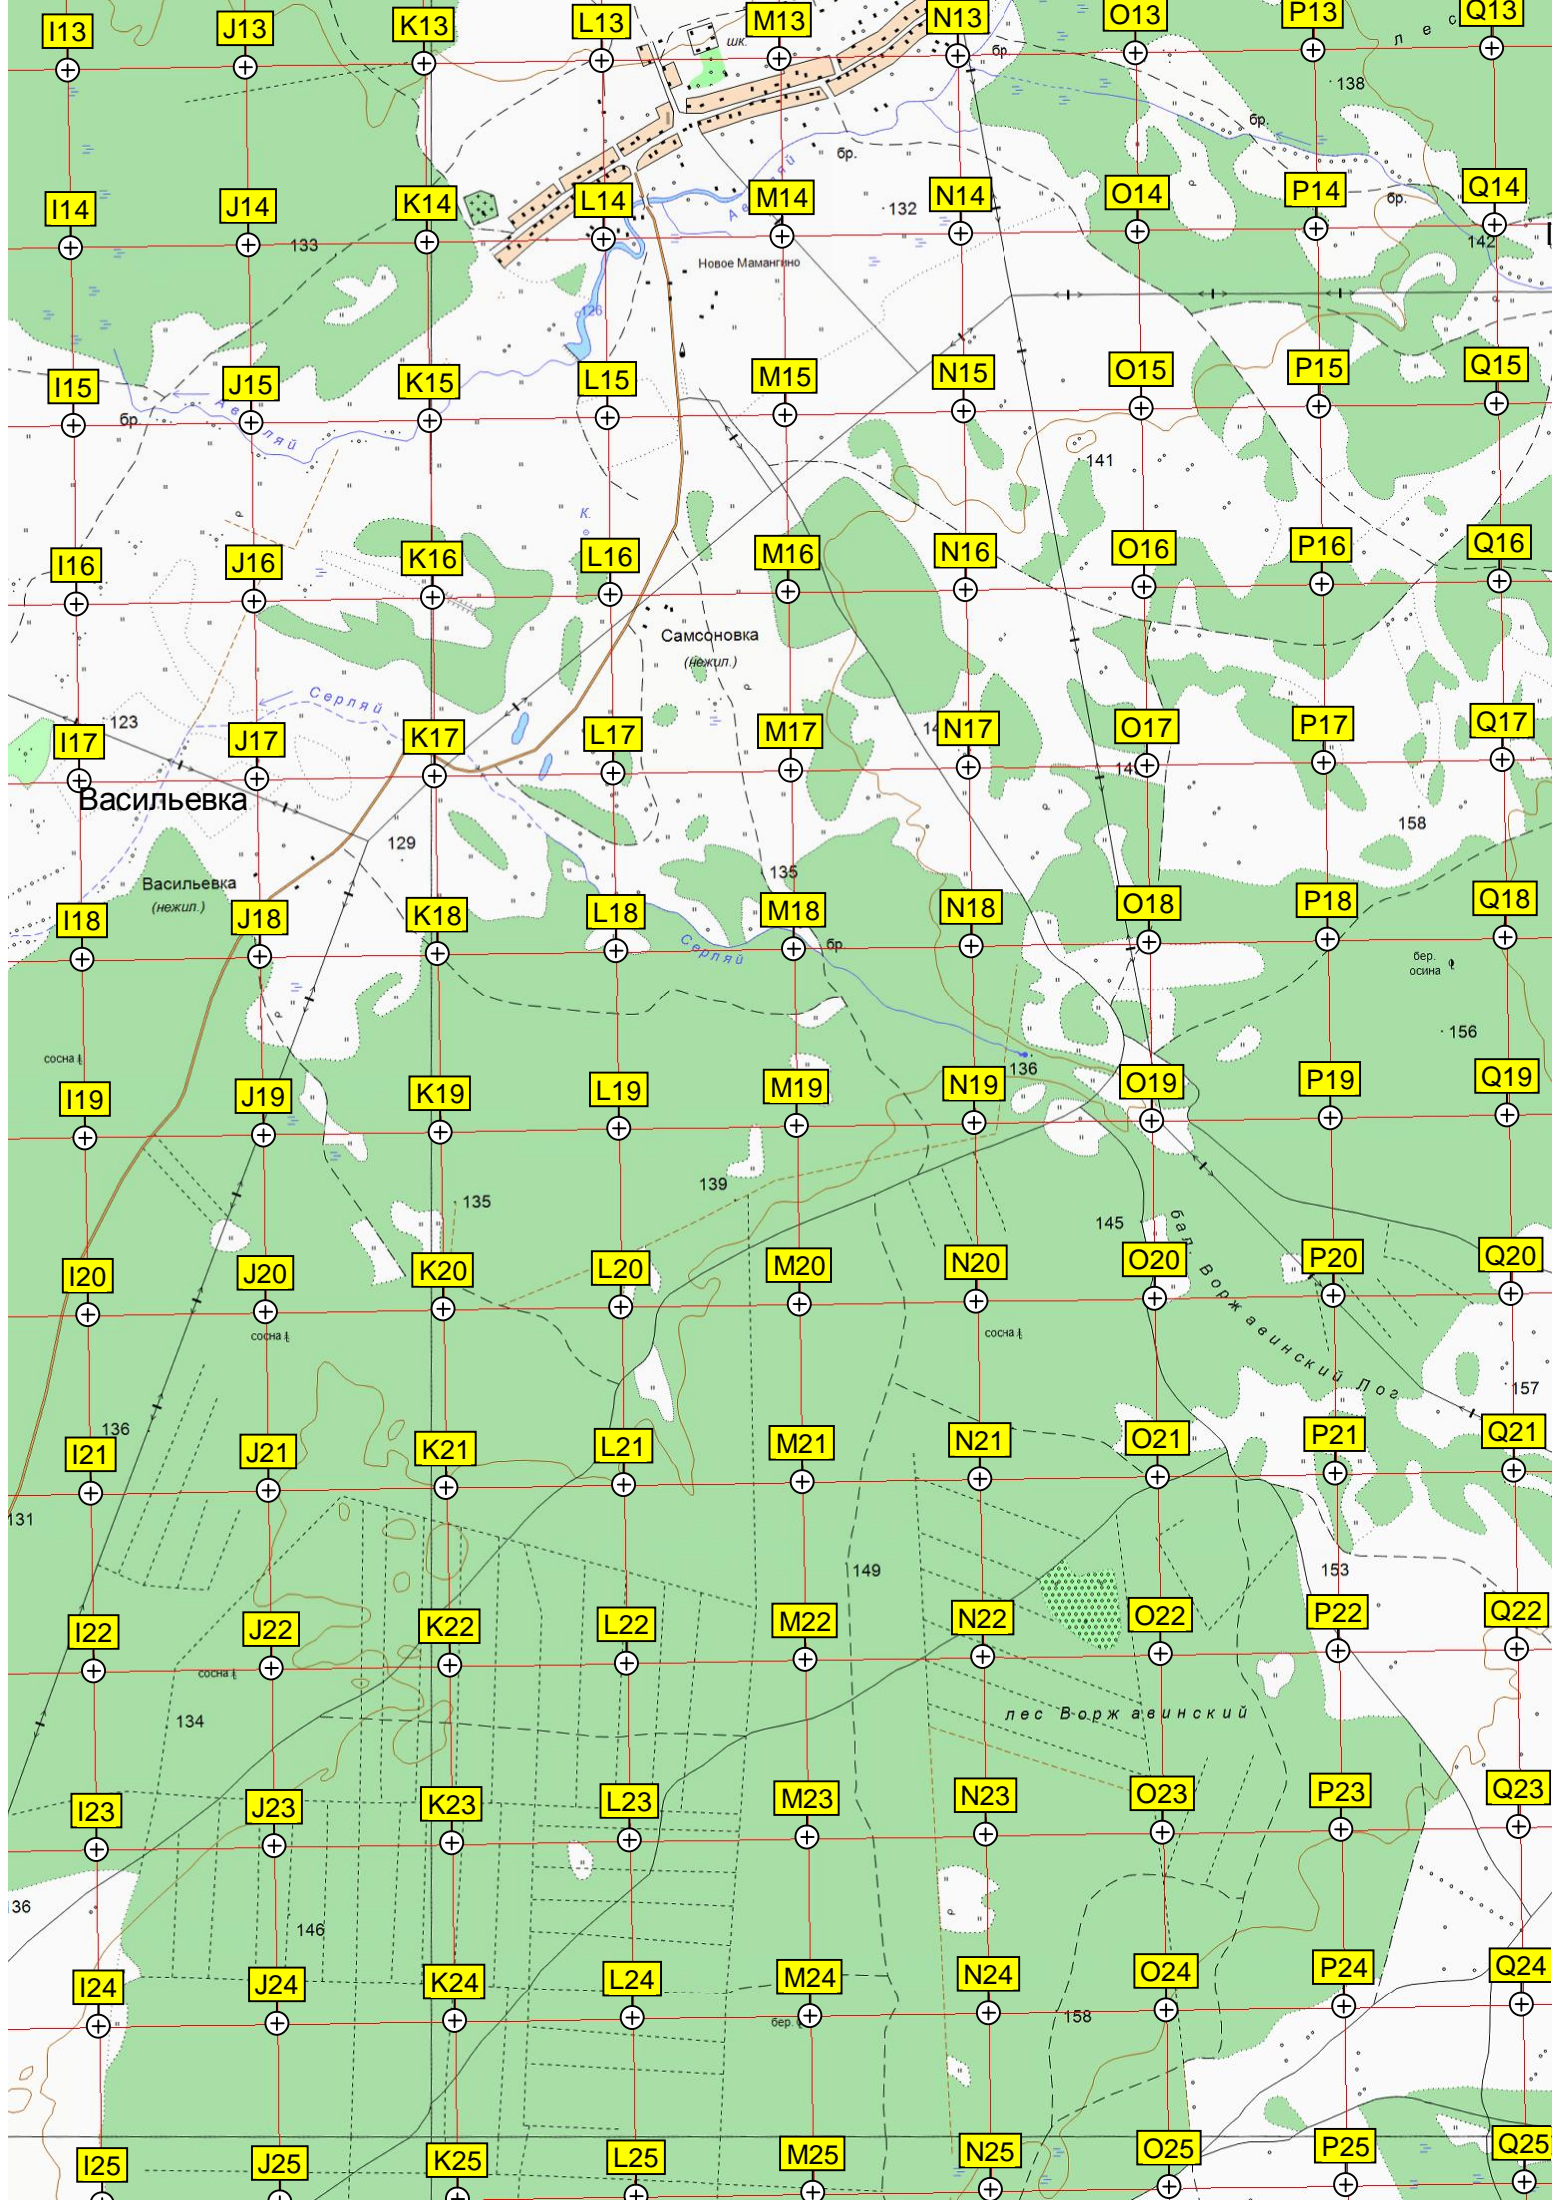 I13 J13 K13 L13 M13 N13 O13 P13 Q13
шк.
бр.
л е с
138
бр.
бр.
I14 J14 K14 L14 M14 N14 O14 P14 Q14
132
бр.
133
142
Новое Мамангино
126
I15 J15 K15 L15 M15 N15 O15 P15 Q15
бр.
141
К.
I16 J16 K16 L16 M16 N16 O16 P16 Q16
Самсоновка
(нежил.)
Серляй
123
I17 J17 K17 L17 M17 N17 O17 P17 Q17
Васильевка
158
129
135
Васильевка
(нежил.)
I18 J18 K18 L18 M18 N18 O18 P18 Q18
Серляй
бр.
бер.
осина
156
сосна
136
I19 J19 K19 L19 M19 N19 O19 P19 Q19
139
135
145
бал. Воржавинский Лог
I20 J20 K20 L20 M20 N20 O20 P20 Q20
сосна
сосна
157
136
I21 J21 K21 L21 M21 N21 O21 P21 Q21
131
149
153
I22 J22 K22 L22 M22 N22 O22 P22 Q22
сосна
лес Воржавинский
134
I23 J23 K23 L23 M23 N23 O23 P23 Q23
136
146
I24 J24 K24 L24 M24 N24 O24 P24 Q24
бер.
158
I25 J25 K25 L25 M25 N25 O25 P25 Q25